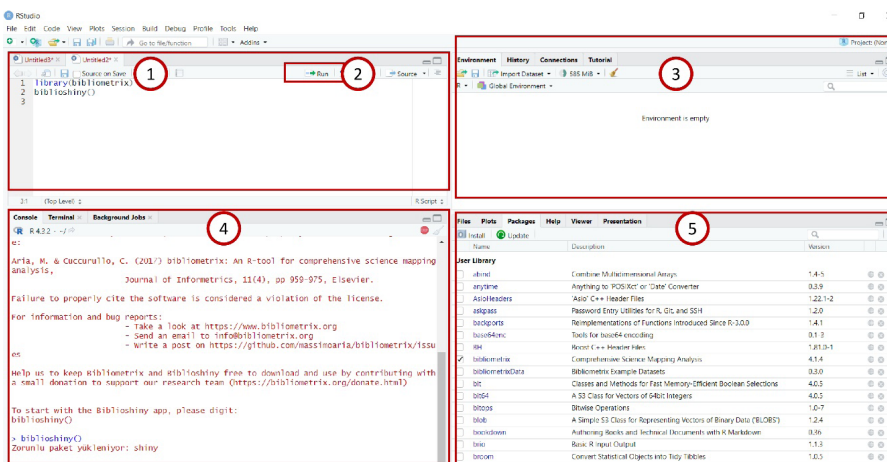 RStudio
File Edit Code View Plots Session Build Debug Profile Tools Help
Go to file/function Addins
Project: (Non
Untitled3* Untitled2*
Source on Save
1
Run
2
Source
1 library(bibliometrix)
2 biblioshiny()
3
3:1 (Top Level) R Script
Environment History Connections Tutorial
Import Dataset 585 MiB
3
List
R Global Environment
Environment is empty
Console Terminal Background Jobs
4
R 4.3.2 · ~/
e:
Aria, M. & Cuccurullo, C. (2017) bibliometrix: An R-tool for comprehensive science mapping
analysis,
Journal of Informetrics, 11(4), pp 959-975, Elsevier.
Failure to properly cite the software is considered a violation of the license.
For information and bug reports:
- Take a look at https://www.bibliometrix.org
- Send an email to info@bibliometrix.org
- Write a post on https://github.com/massimoaria/bibliometrix/issu
es
Help us to keep Bibliometrix and Biblioshiny free to download and use by contributing with
a small donation to support our research team (https://bibliometrix.org/donate.html)
To start with the Biblioshiny app, please digit:
biblioshiny()
> biblioshiny()
Zorunlu paket yükleniyor: shiny
Files Plots Packages Help Viewer Presentation
5
Install Update
Name Description Version
User Library
abind Combine Multidimensional Arrays 1.4-5
anytime Anything to 'POSIXct' or 'Date' Converter 0.3.9
AsioHeaders 'Asio' C++ Header Files 1.22.1-2
askpass Password Entry Utilities for R, Git, and SSH 1.2.0
backports Reimplementations of Functions Introduced Since R-3.0.0 1.4.1
base64enc Tools for base64 encoding 0.1-3
BH Boost C++ Header Files 1.81.0-1
bibliometrix Comprehensive Science Mapping Analysis 4.1.4
bibliometrixData Bibliometrix Example Datasets 0.3.0
bit Classes and Methods for Fast Memory-Efficient Boolean Selections 4.0.5
bit64 A S3 Class for Vectors of 64bit Integers 4.0.5
bitops Bitwise Operations 1.0-7
blob A Simple S3 Class for Representing Vectors of Binary Data ('BLOBS') 1.2.4
bookdown Authoring Books and Technical Documents with R Markdown 0.36
brio Basic R Input Output 1.1.3
broom Convert Statistical Objects into Tidy Tibbles 1.0.5